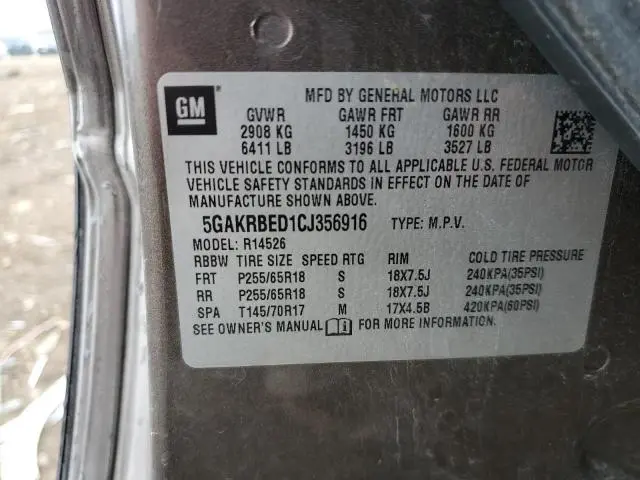 GM
MFD BY GENERAL MOTORS LLC
GVWR GAWR FRT GAWR RR
2908 KG 1450 KG 1600 KG
6411 LB 3196 LB 3527 LB
THIS VEHICLE CONFORMS TO ALL APPLICABLE U.S. FEDERAL MOTOR
VEHICLE SAFETY STANDARDS IN EFFECT ON THE DATE OF
MANUFACTURE SHOWN ABOVE.
5GAKRBED1CJ356916 TYPE: M.P.V.
MODEL: R14526
RBBW TIRE SIZE SPEED RTG RIM COLD TIRE PRESSURE
FRT P255/65R18 S 18X7.5J 240KPA(35PSI)
RR P255/65R18 S 18X7.5J 240KPA(35PSI)
SPA T145/70R17 M 17X4.5B 420KPA(60PSI)
SEE OWNER'S MANUAL i FOR MORE INFORMATION.